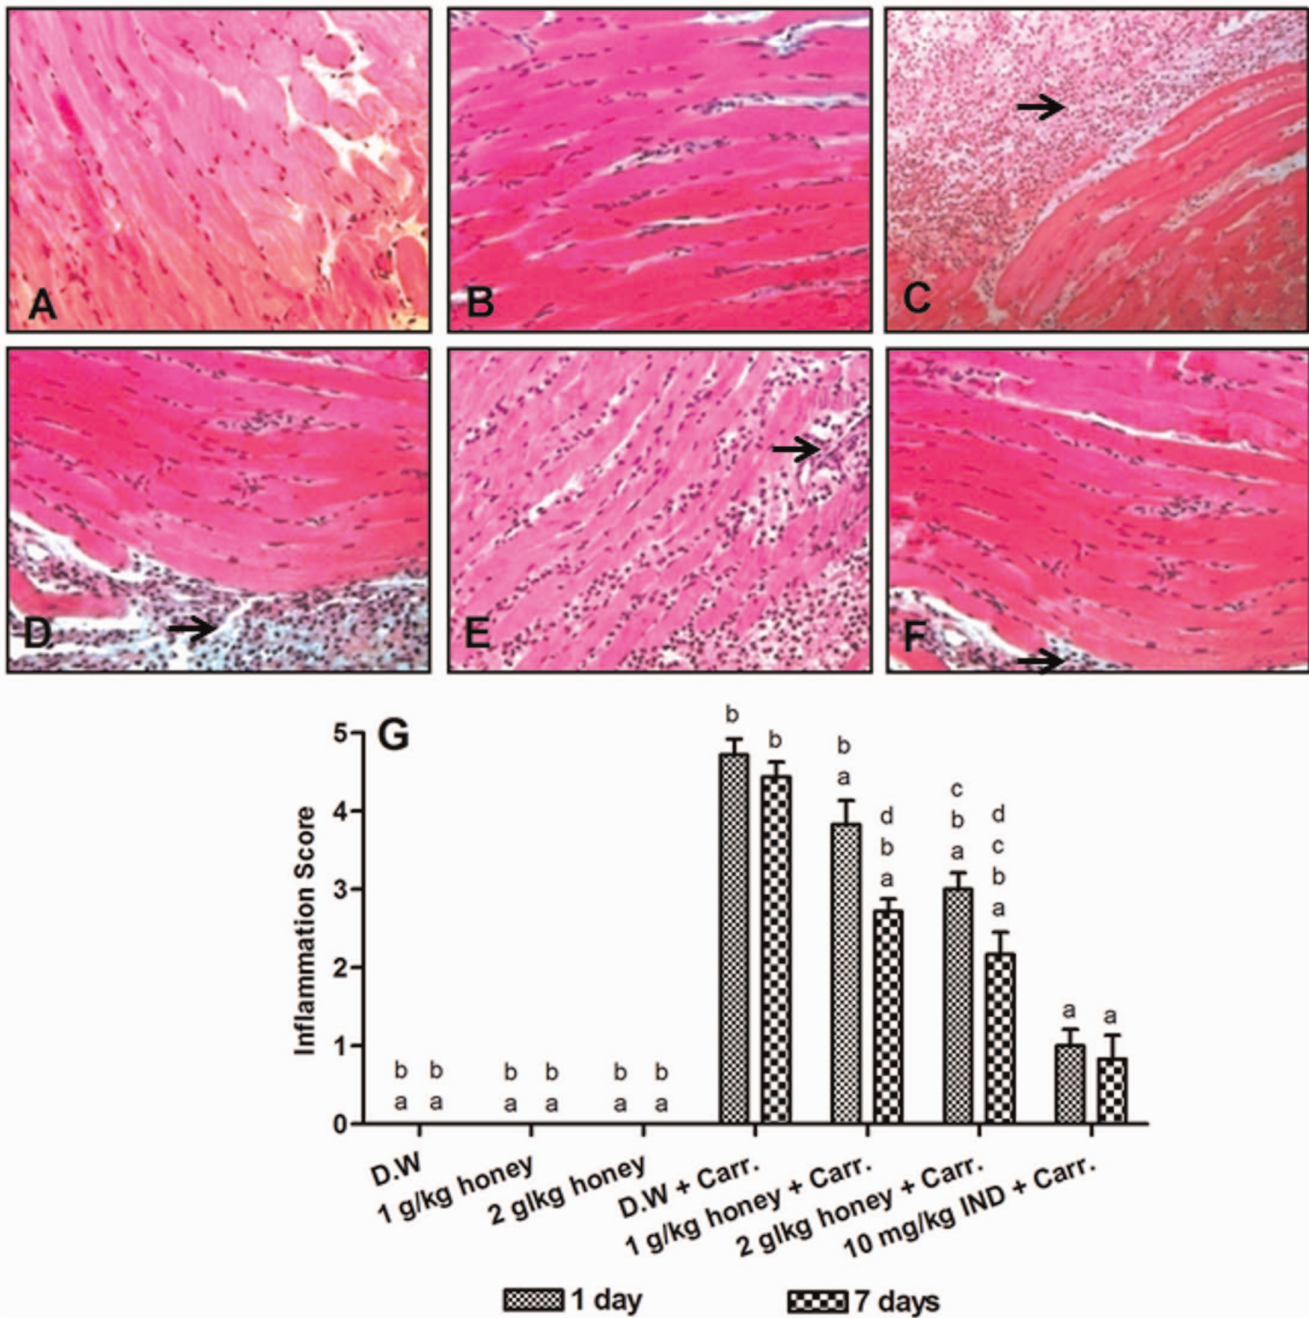 A
B
C
D
E
F
G
Inflammation Score
5
4
3
2
1
0
b b b b b b
a a a a a a
b
b
b
a
d
b
a
c
b
a
d
c
b
a
a
a
D.W
1 g/kg honey
2 g|kg honey
D.W + Carr.
1 g/kg honey + Carr.
2 g|kg honey + Carr.
10 mg/kg IND + Carr.
1 day
7 days